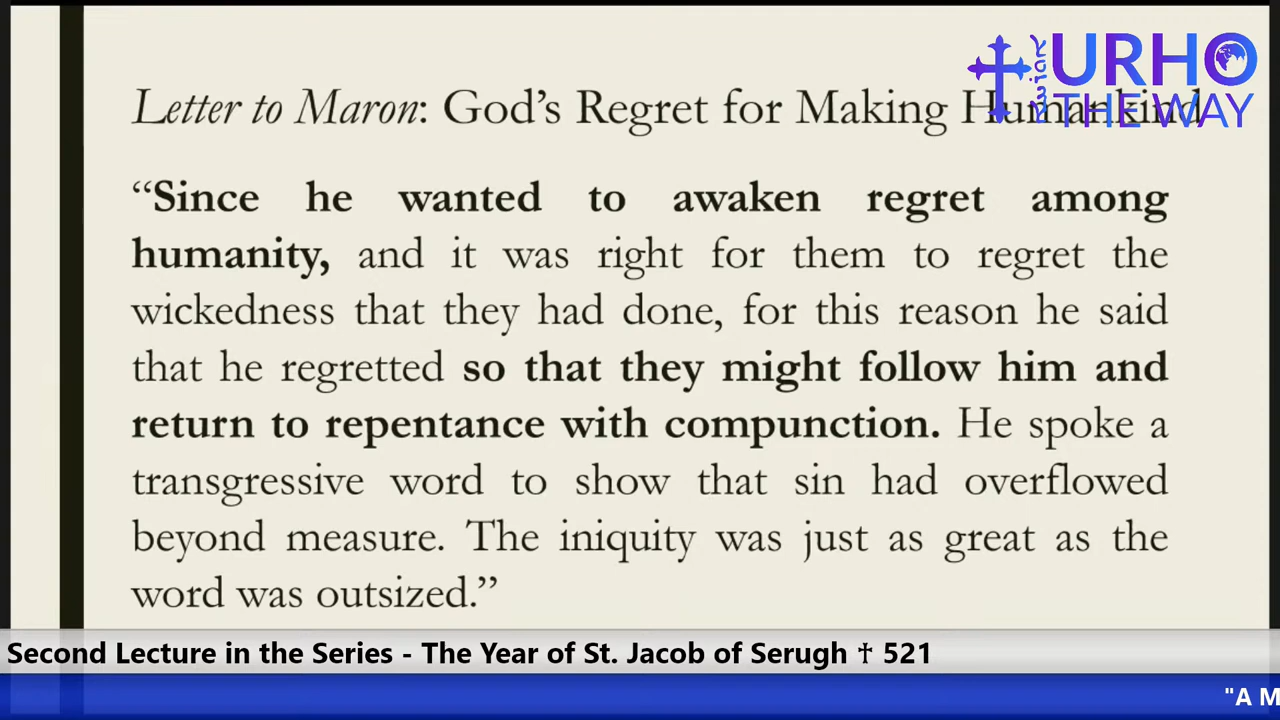 Letter to Maron: God’s Regret for Making Humankind
URHO
THE WAY
“Since he wanted to awaken regret among
humanity, and it was right for them to regret the
wickedness that they had done, for this reason he said
that he regretted so that they might follow him and
return to repentance with compunction. He spoke a
transgressive word to show that sin had overflowed
beyond measure. The iniquity was just as great as the
word was outsized.”
Second Lecture in the Series - The Year of St. Jacob of Serugh ☥ 521
"A M